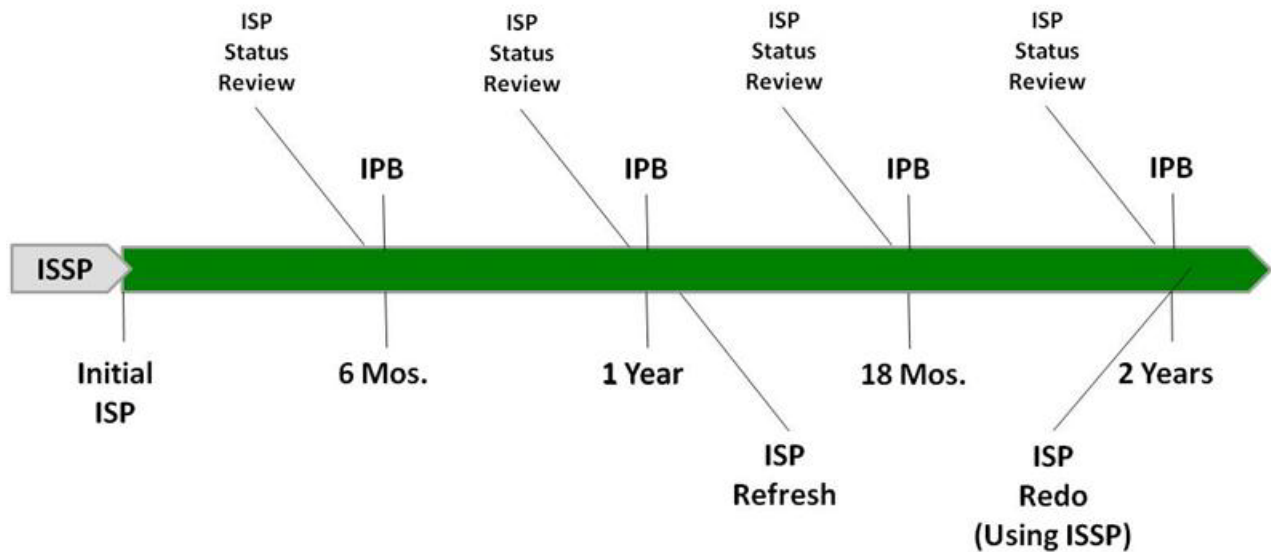 ISP
Status
Review
ISP
Status
Review
ISP
Status
Review
ISP
Status
Review
IPB
IPB
IPB
IPB
ISSP
Initial
ISP
6 Mos.
1 Year
18 Mos.
2 Years
ISP
Refresh
ISP
Redo
(Using ISSP)